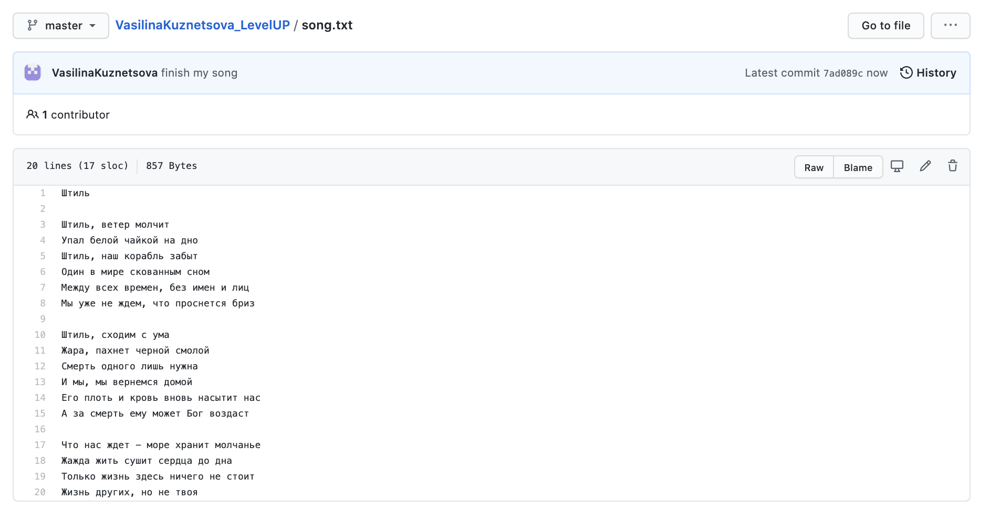 master
VasilinaKuznetsova_LevelUP / song.txt
Go to file
...
VasilinaKuznetsova finish my song
Latest commit 7ad089c now
History
1 contributor
20 lines (17 sloc)
857 Bytes
Raw
Blame
1 Штиль
2
3 Штиль, ветер молчит
4 Упал белой чайкой на дно
5 Штиль, наш корабль забыт
6 Один в мире скованным сном
7 Между всех времен, без имен и лиц
8 Мы уже не ждем, что проснется бриз
9
10 Штиль, сходим с ума
11 Жара, пахнет черной смолой
12 Смерть одного лишь нужна
13 И мы, мы вернемся домой
14 Его плоть и кровь вновь насытит нас
15 А за смерть ему может Бог воздаст
16
17 Что нас ждет – море хранит молчанье
18 Жажда жить сушит сердца до дна
19 Только жизнь здесь ничего не стоит
20 Жизнь других, но не твоя